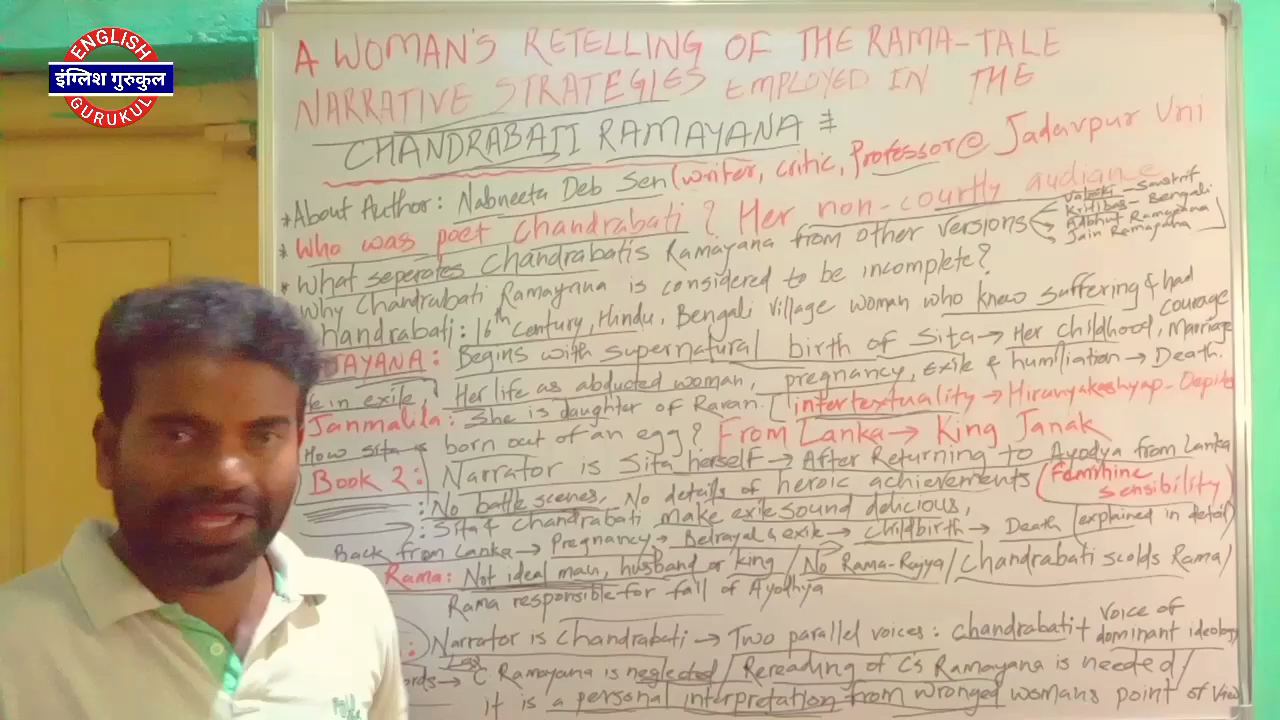 ENGLISH
इंग्लिश गुरुकुल
GURUKUL
A WOMAN'S RETELLING OF THE RAMA-TALE
NARRATIVE STRATEGIES EMPLOYED IN THE
CHANDRABATI RAMAYANA
*About Author: Nabneeta Deb Sen (writer, critic, Professor@ Jadavpur Uni
* Who was poet Chandrabati? Her non-courtly audiance
* What seperates Chandrabatis Ramayana from other versions
Valmiki - Sanskrit
Kritibas - Bengali
Adbhut Ramayana
Jain Ramayana
Why Chandrabati Ramayana is considered to be incomplete?
handrabati: 16th Century, Hindu, Bengali village woman who knew suffering & had courage
TAYANA: Begins with supernatural birth of Sita → Her childhood, Marriage
e in exile, Her life as abducted woman, pregnancy, exile & humiliation → Death.
Janmalila: She is daughter of Ravan. (intertextuality → Hiranyakashyap-
How Sita is born out of an egg? From Lanka → King Janak
Book 2: Narrator is Sita herself → After Returning to Ayodya from Lanka
: No battle scenes, No details of heroic achievements (Feminine sensibility)
: Sita & Chandrabati make exile sound delicious,
Back from Lanka → Pregnancy → Betrayal & exile → Childbirth → Death (explained in detail)
Rama: Not ideal man, husband or king / No Rama-Rajya / Chandrabati scolds Rama /
Rama responsible for fall of Ayodhya
: Narrator is Chandrabati → Two parallel voices: Chandrabati + Voice of dominant ideology
ords → C's Ramayana is neglected / Rereading of C's Ramayana is needed /
it is a personal interpretation from wronged womans point of view